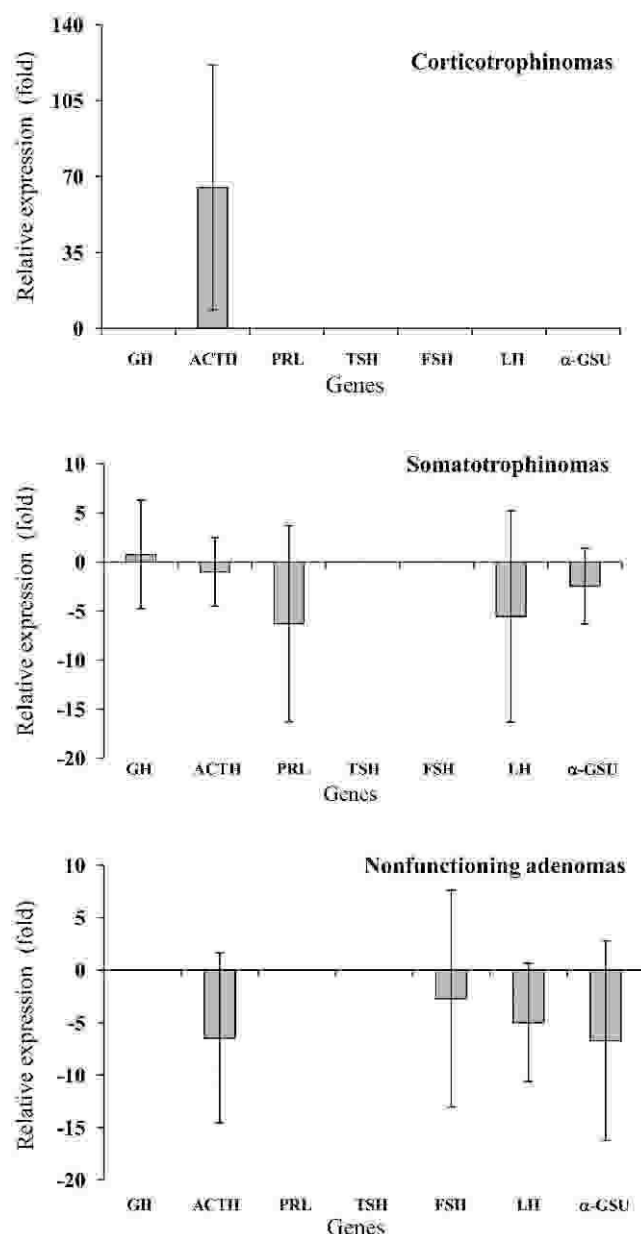 Corticotrophinomas
Relative expression (fold)
140
105
70
35
0
GH ACTH PRL TSH FSH LH α-GSU
Genes
Somatotrophinomas
Relative expression (fold)
10
5
0
-5
-10
-15
-20
GH ACTH PRL TSH FSH LH α-GSU
Genes
Nonfunctioning adenomas
Relative expression (fold)
10
5
0
-5
-10
-15
-20
GH ACTH PRL TSH FSH LH α-GSU
Genes